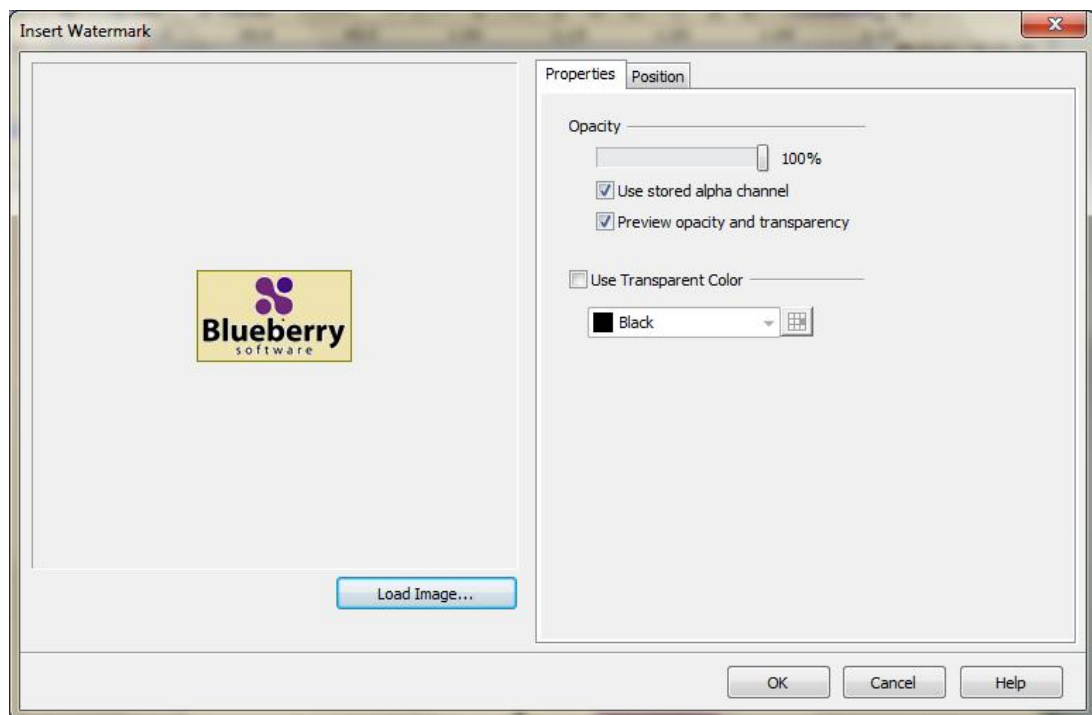 Insert Watermark
Properties
Position
Opacity
100%
Use stored alpha channel
Preview opacity and transparency
Use Transparent Color
Black
Blueberry
software
Load Image...
OK
Cancel
Help